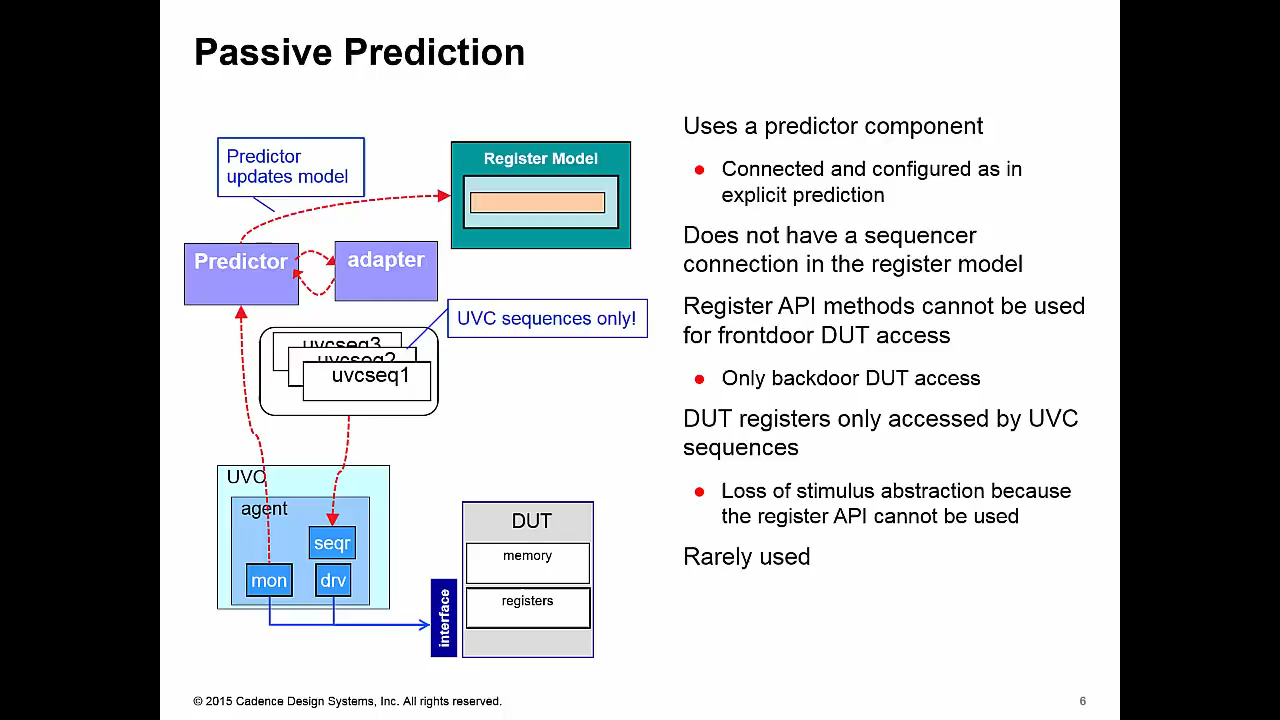 Passive Prediction
Predictor
updates model
Register Model
Predictor
adapter
UVC sequences only!
uvcseq3
uvcseq2
uvcseq1
UVC
agent
seqr
mon
drv
interface
DUT
memory
registers
Uses a predictor component
Connected and configured as in
explicit prediction
Does not have a sequencer
connection in the register model
Register API methods cannot be used
for frontdoor DUT access
Only backdoor DUT access
DUT registers only accessed by UVC
sequences
Loss of stimulus abstraction because
the register API cannot be used
Rarely used
© 2015 Cadence Design Systems, Inc. All rights reserved.
6